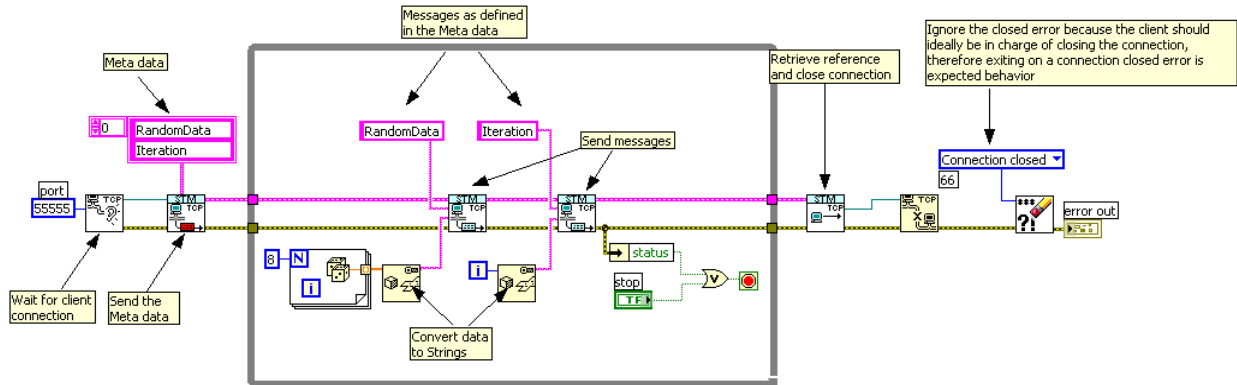 Messages as defined
in the Meta data
Ignore the closed error because the client should
ideally be in charge of closing the connection,
therefore exiting on a connection closed error is
expected behavior
Meta data
Retrieve reference
and close connection
0
RandomData
Iteration
RandomData
Iteration
Send messages
Connection closed
66
port
55555
TCP
STM
TCP
STM
TCP
STM
TCP
STM
TCP
TCP
?!
error out
8
N
i
i
status
stop
TF
V
Wait for client
connection
Send the
Meta data
Convert data
to Strings